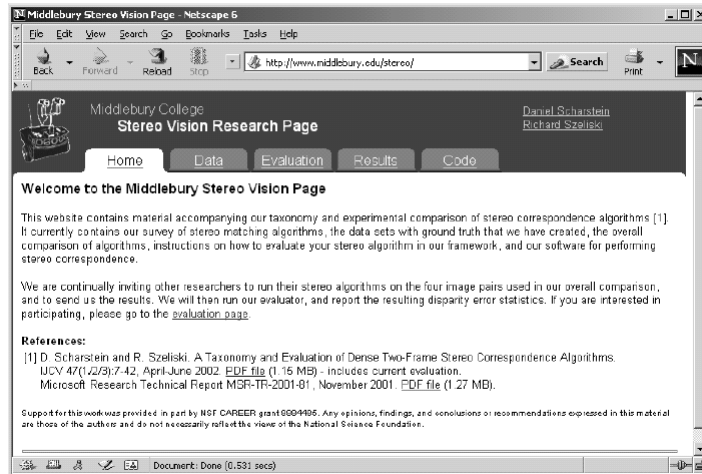 Middlebury Stereo Vision Page - Netscape 6
File Edit View Search Go Bookmarks Tasks Help
Back Forward Reload Stop http://www.middlebury.edu/stereo/ Search Print N
Middlebury College
Stereo Vision Research Page
Daniel Scharstein
Richard Szeliski
Home Data Evaluation Results Code
Welcome to the Middlebury Stereo Vision Page
This website contains material accompanying our taxonomy and experimental comparison of stereo correspondence algorithms [1].
It currently contains our survey of stereo matching algorithms, the data sets with ground truth that we have created, the overall
comparison of algorithms, instructions on how to evaluate your stereo algorithm in our framework, and our software for performing
stereo correspondence.
We are continually inviting other researchers to run their stereo algorithms on the four image pairs used in our overall comparison,
and to send us the results. We will then run our evaluator, and report the resulting disparity error statistics. If you are interested in
participating, please go to the evaluation page.
References:
[1] D. Scharstein and R. Szeliski. A Taxonomy and Evaluation of Dense Two-Frame Stereo Correspondence Algorithms.
IJCV 47(1/2/3):7-42, April-June 2002. PDF file (1.15 MB) - includes current evaluation.
Microsoft Research Technical Report MSR-TR-2001-81, November 2001. PDF file (1.27 MB).
Support for this work was provided in part by NSF CAREER grant 9984485. Any opinions, findings, and conclusions or recommendations expressed in this material
are those of the authors and do not necessarily reflect the views of the National Science Foundation.
Document: Done (0.531 secs)